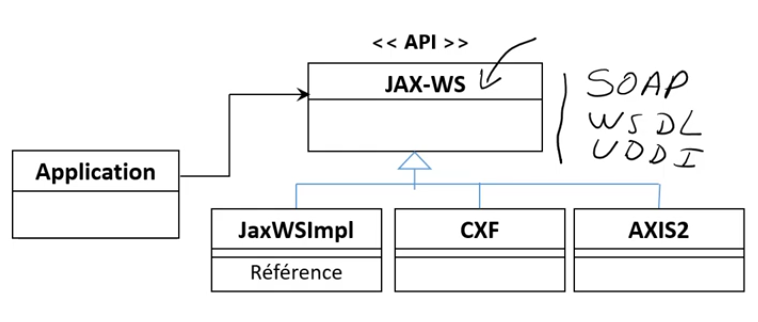 << API >>
JAX-WS
SOAP
WSDL
UDDI
Application
JaxWSImpl
CXF
AXIS2
Référence